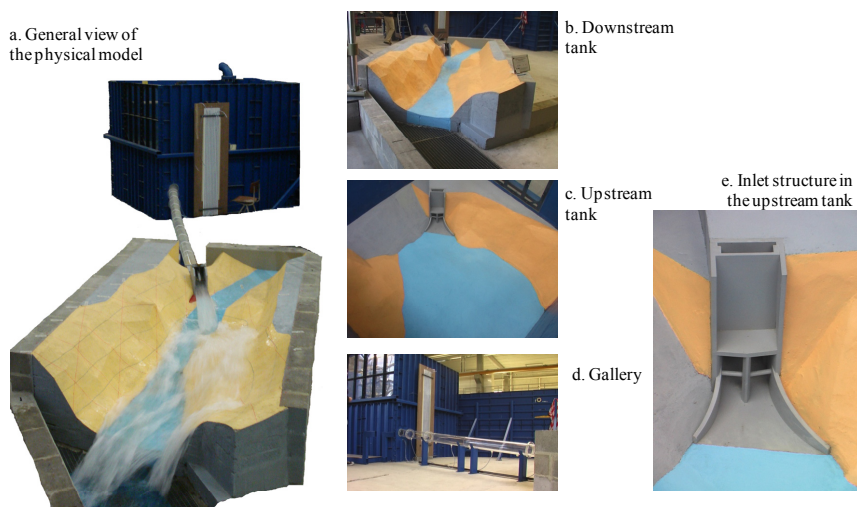 a. General view of
the physical model
b. Downstream
tank
c. Upstream
tank
e. Inlet structure in
the upstream tank
d. Gallery